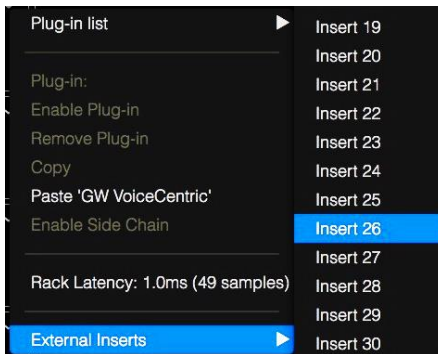 Plug-in list
Plug-in:
Enable Plug-in
Remove Plug-in
Copy
Paste 'GW VoiceCentric'
Enable Side Chain
Rack Latency: 1.0ms (49 samples)
External Inserts
Insert 19
Insert 20
Insert 21
Insert 22
Insert 23
Insert 24
Insert 25
Insert 26
Insert 27
Insert 28
Insert 29
Insert 30